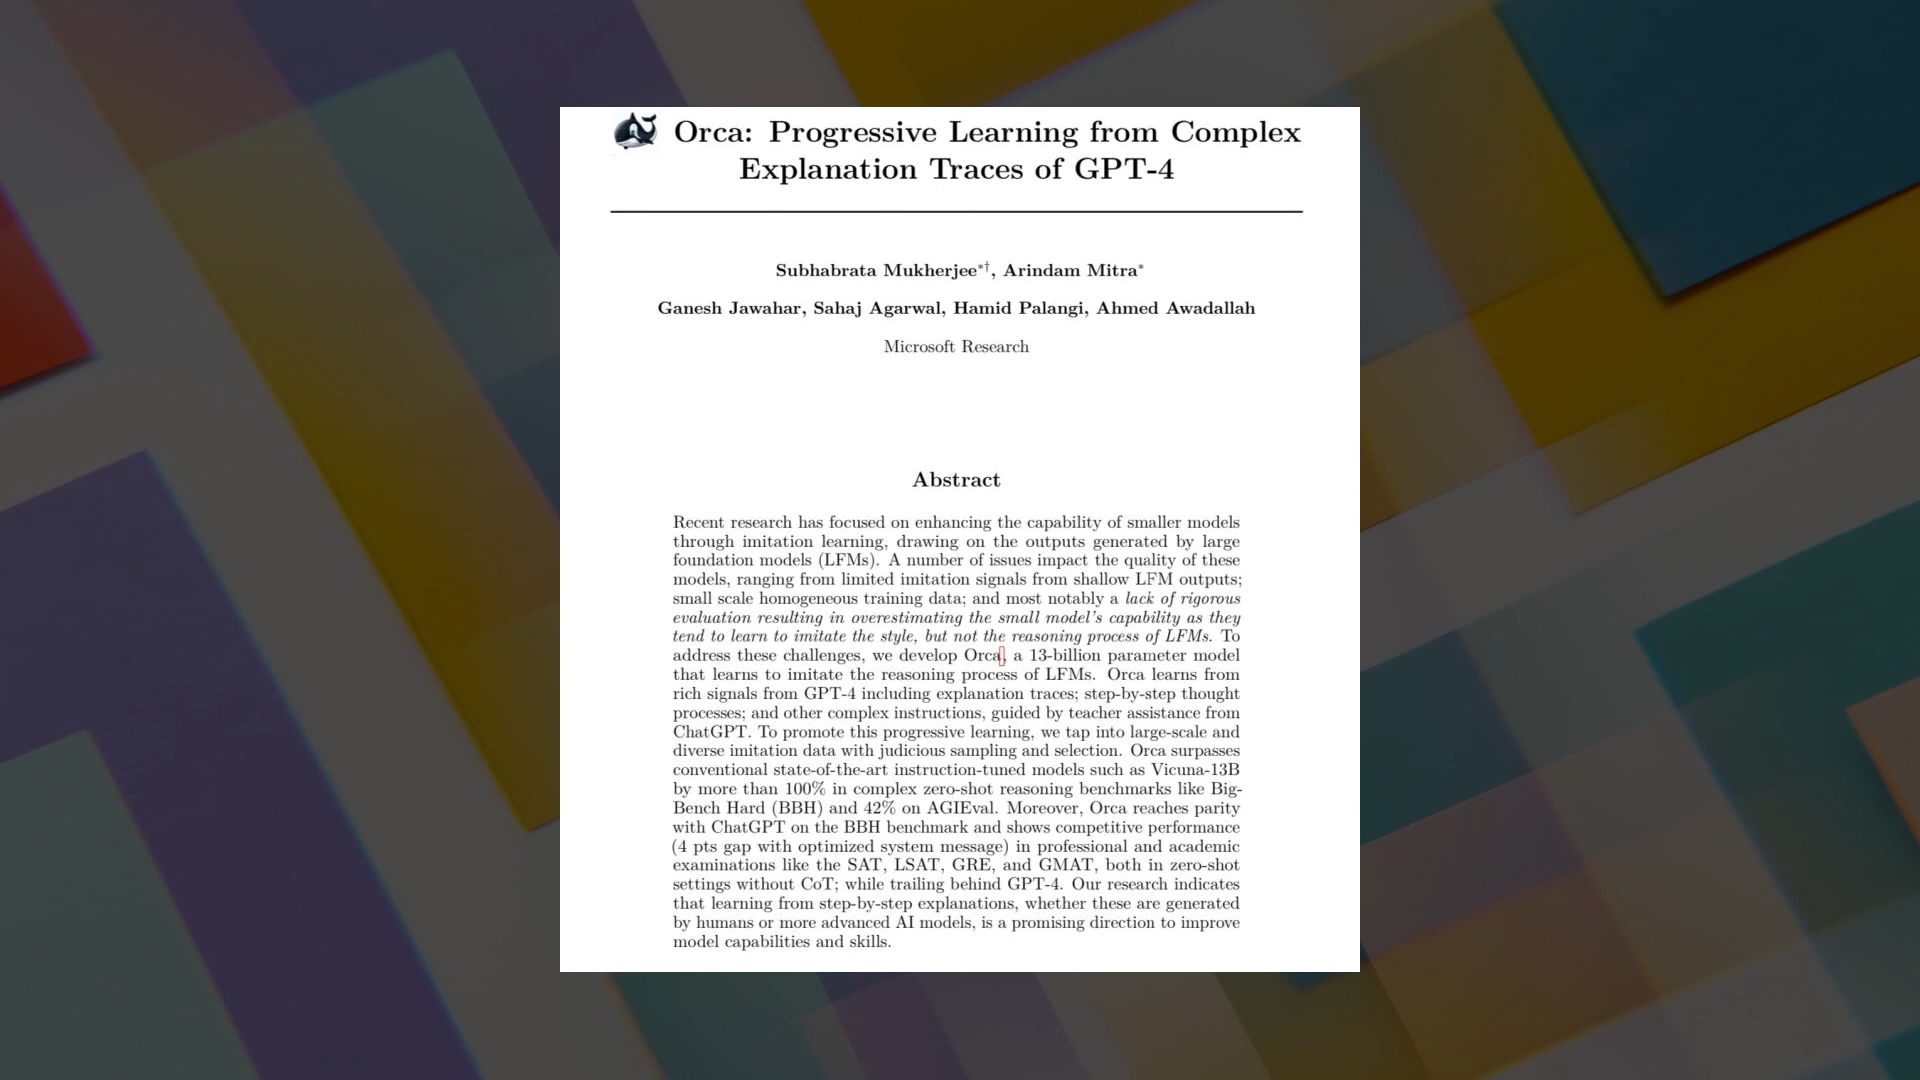 Orca: Progressive Learning from Complex
Explanation Traces of GPT-4
Subhabrata Mukherjee*†, Arindam Mitra*
Ganesh Jawahar, Sahaj Agarwal, Hamid Palangi, Ahmed Awadallah
Microsoft Research
Abstract
Recent research has focused on enhancing the capability of smaller models
through imitation learning, drawing on the outputs generated by large
foundation models (LFMs). A number of issues impact the quality of these
models, ranging from limited imitation signals from shallow LFM outputs;
small scale homogeneous training data; and most notably a lack of rigorous
evaluation resulting in overestimating the small model's capability as they
tend to learn to imitate the style, but not the reasoning process of LFMs. To
address these challenges, we develop Orca, a 13-billion parameter model
that learns to imitate the reasoning process of LFMs. Orca learns from
rich signals from GPT-4 including explanation traces; step-by-step thought
processes; and other complex instructions, guided by teacher assistance from
ChatGPT. To promote this progressive learning, we tap into large-scale and
diverse imitation data with judicious sampling and selection. Orca surpasses
conventional state-of-the-art instruction-tuned models such as Vicuna-13B
by more than 100% in complex zero-shot reasoning benchmarks like Big-
Bench Hard (BBH) and 42% on AGIEval. Moreover, Orca reaches parity
with ChatGPT on the BBH benchmark and shows competitive performance
(4 pts gap with optimized system message) in professional and academic
examinations like the SAT, LSAT, GRE, and GMAT, both in zero-shot
settings without CoT; while trailing behind GPT-4. Our research indicates
that learning from step-by-step explanations, whether these are generated
by humans or more advanced AI models, is a promising direction to improve
model capabilities and skills.